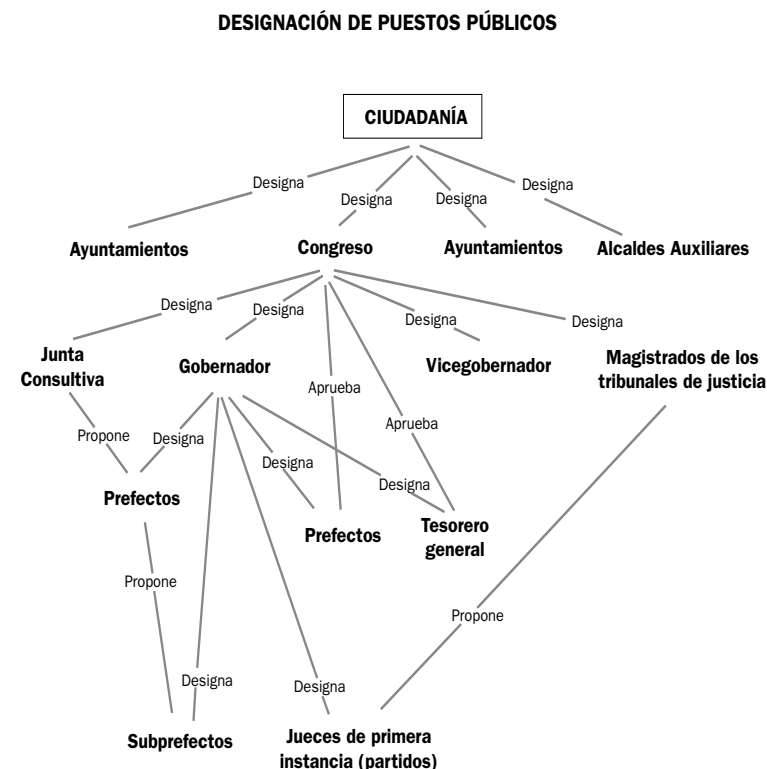 DESIGNACIÓN DE PUESTOS PÚBLICOS
CIUDADANÍA
Designa
Designa
Designa
Designa
Ayuntamientos
Congreso
Ayuntamientos
Alcaldes Auxiliares
Designa
Designa
Designa
Designa
Junta
Consultiva
Gobernador
Vicegobernador
Magistrados de los
tribunales de justicia
Aprueba
Aprueba
Propone
Designa
Designa
Designa
Prefectos
Prefectos
Tesorero
general
Propone
Propone
Designa
Designa
Subprefectos
Jueces de primera
instancia (partidos)